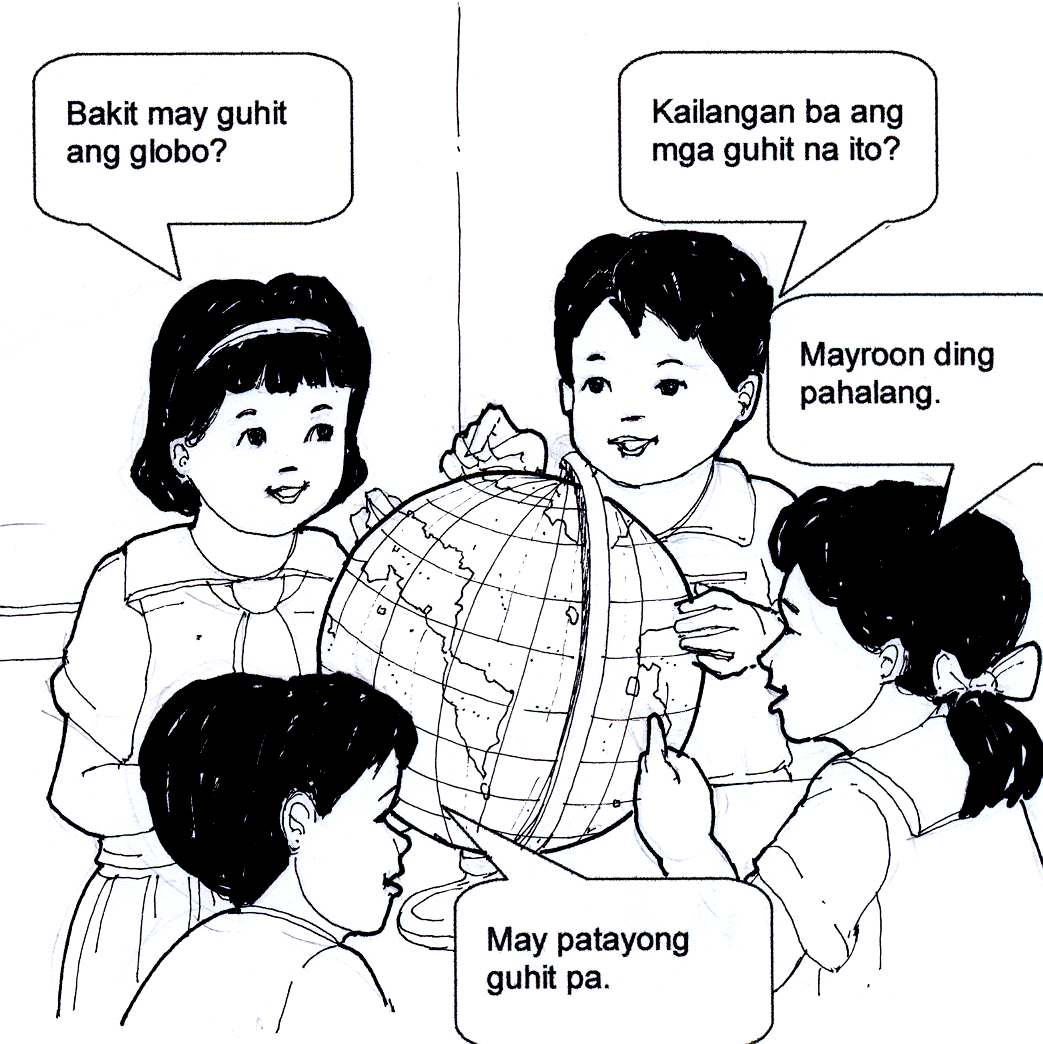 Bakit may guhit
ang globo?
Kailangan ba ang
mga guhit na ito?
Mayroon ding
pahalang.
May patayong
guhit pa.